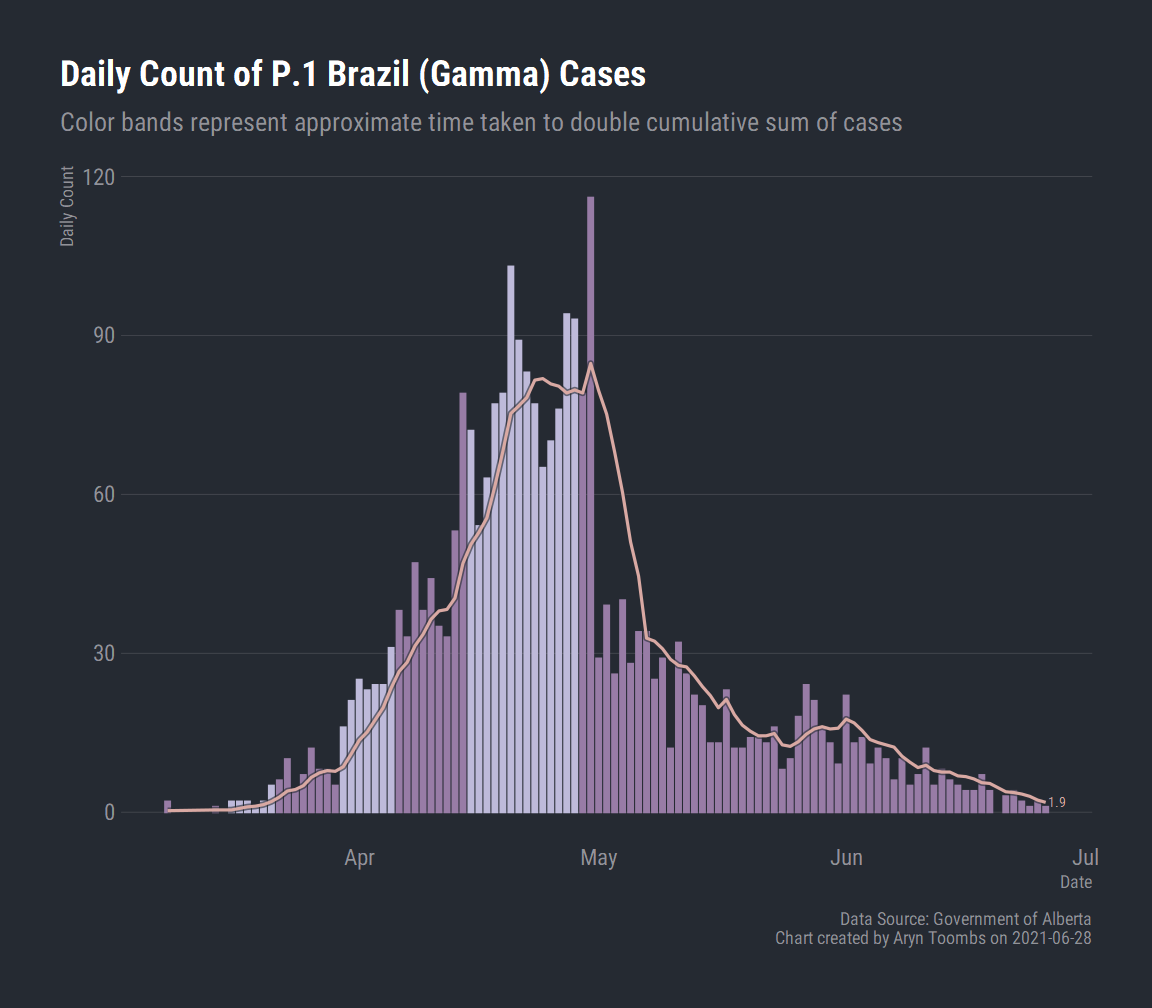 Daily Count of P.1 Brazil (Gamma) Cases
Color bands represent approximate time taken to double cumulative sum of cases
Daily Count
120
90
60
30
0
1.9
Apr
May
Jun
Jul
Date
Data Source: Government of Alberta
Chart created by Aryn Toombs on 2021-06-28